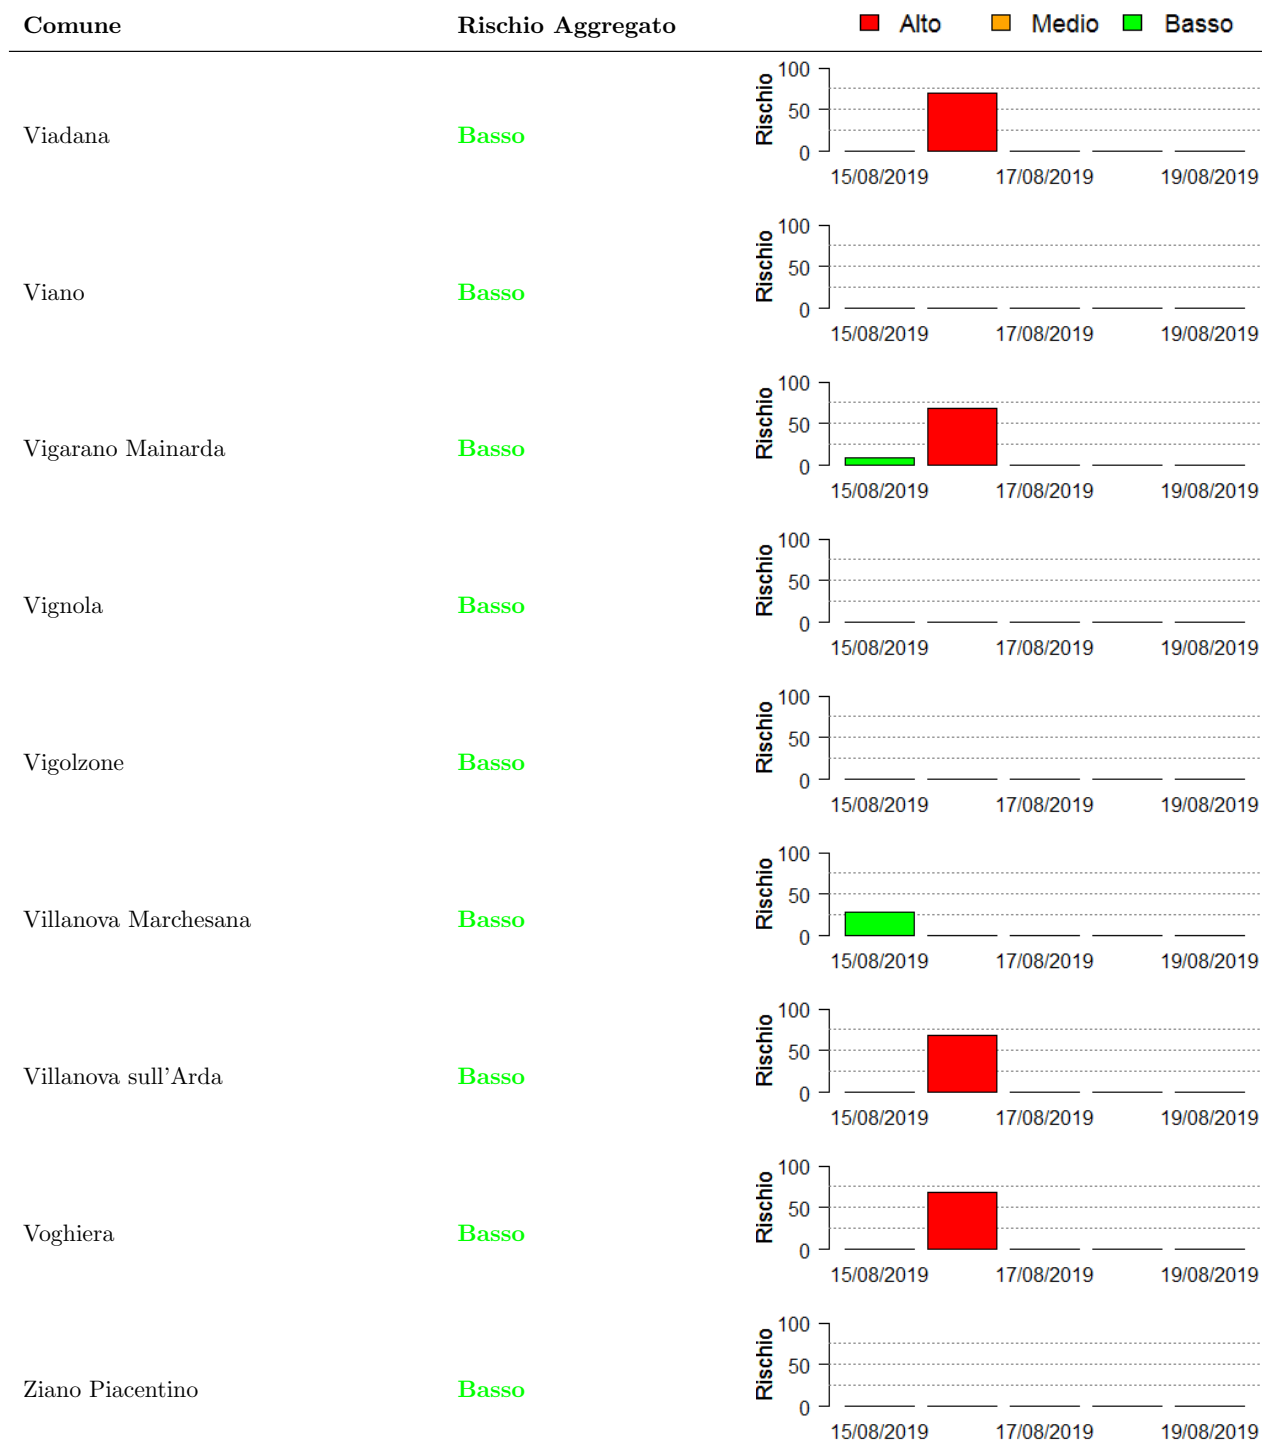 Comune Rischio Aggregato Alto Medio Basso
100
50
0
Rischio
Viadana Basso
15/08/2019 17/08/2019 19/08/2019
100
50
0
Rischio
Viano Basso
15/08/2019 17/08/2019 19/08/2019
100
50
0
Rischio
Vigarano Mainarda Basso
15/08/2019 17/08/2019 19/08/2019
100
50
0
Rischio
Vignola Basso
15/08/2019 17/08/2019 19/08/2019
100
50
0
Rischio
Vigolzone Basso
15/08/2019 17/08/2019 19/08/2019
100
50
0
Rischio
Villanova Marchesana Basso
15/08/2019 17/08/2019 19/08/2019
100
50
0
Rischio
Villanova sull'Arda Basso
15/08/2019 17/08/2019 19/08/2019
100
50
0
Rischio
Voghiera Basso
15/08/2019 17/08/2019 19/08/2019
100
50
0
Rischio
Ziano Piacentino Basso
15/08/2019 17/08/2019 19/08/2019